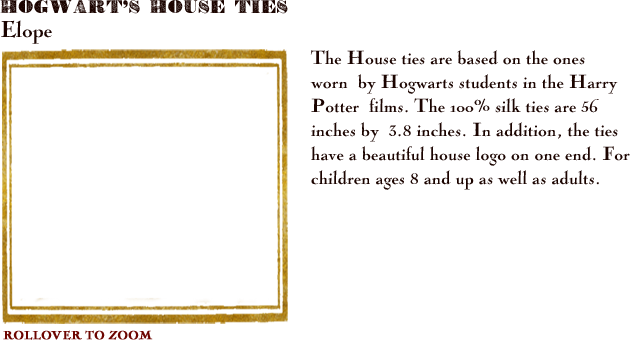 HOGWART'S HOUSE TIES
Elope
The House ties are based on the ones
worn by Hogwarts students in the Harry
Potter films. The 100% silk ties are 56
inches by 3.8 inches. In addition, the ties
have a beautiful house logo on one end. For
children ages 8 and up as well as adults.
ROLLOVER TO ZOOM